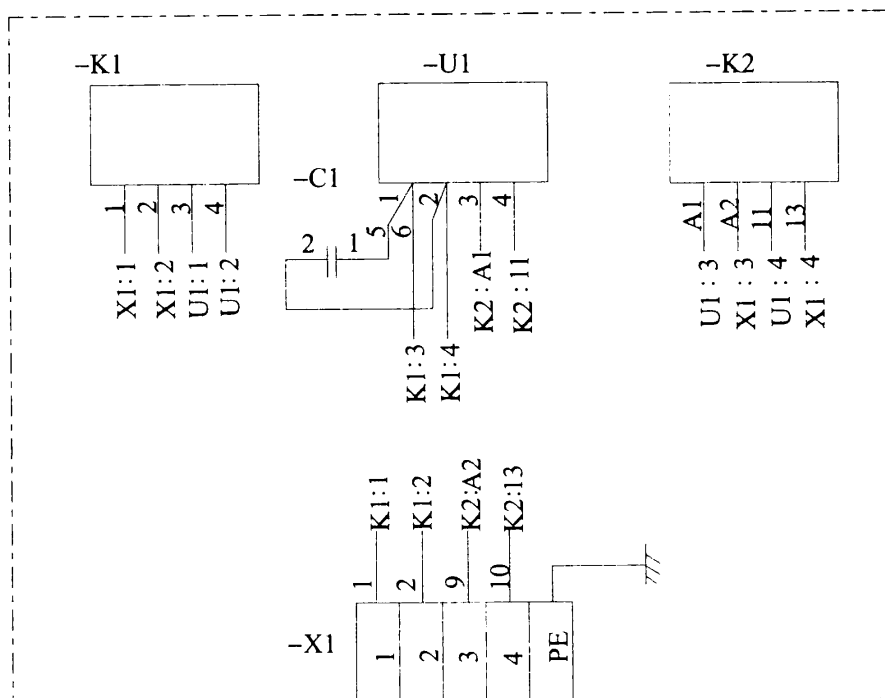 –K1
–U1
–K2
–C1
1
2
3
4
1
2
3
4
5
6
2
1
A1
A2
11
13
X1:1
X1:2
U1:1
U1:2
K2:A1
K2:11
U1:3
X1:3
U1:4
X1:4
K1:3
K1:4
K1:1
K1:2
K2:A2
K2:13
1
2
9
10
–X1
1
2
3
4
PE